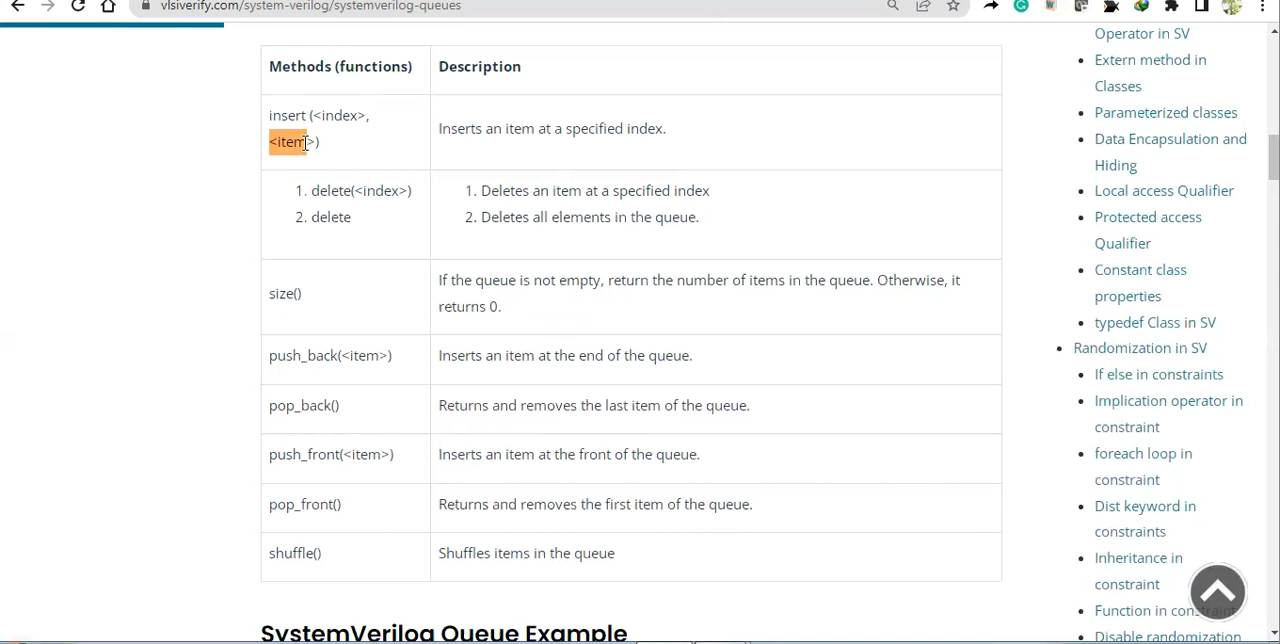 vlsiverify.com/system-verilog/systemverilog-queues
Methods (functions)
Description
insert (<index>,
<item>)
Inserts an item at a specified index.
1. delete(<index>)
2. delete
1. Deletes an item at a specified index
2. Deletes all elements in the queue.
size()
If the queue is not empty, return the number of items in the queue. Otherwise, it
returns 0.
push_back(<item>)
Inserts an item at the end of the queue.
pop_back()
Returns and removes the last item of the queue.
push_front(<item>)
Inserts an item at the front of the queue.
pop_front()
Returns and removes the first item of the queue.
shuffle()
Shuffles items in the queue
SystemVerilog Queue Example
Operator in SV
Extern method in
Classes
Parameterized classes
Data Encapsulation and
Hiding
Local access Qualifier
Protected access
Qualifier
Constant class
properties
typedef Class in SV
Randomization in SV
If else in constraints
Implication operator in
constraint
foreach loop in
constraint
Dist keyword in
constraints
Inheritance in
constraint
Function in constraint
Disable randomization